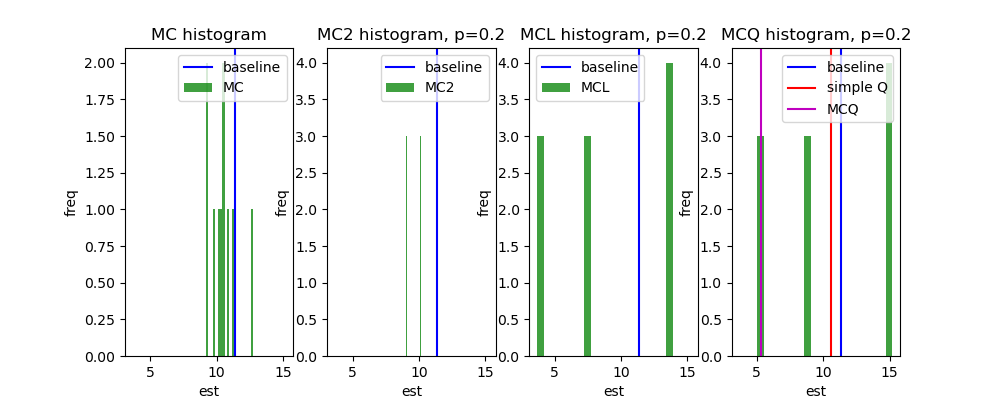 MC histogram
baseline
MC
freq
2.00
1.75
1.50
1.25
1.00
0.75
0.50
0.25
0.00
5 10 15
est
MC2 histogram, p=0.2
baseline
MC2
freq
4.0
3.5
3.0
2.5
2.0
1.5
1.0
0.5
0.0
5 10 15
est
MCL histogram, p=0.2
baseline
MCL
freq
4.0
3.5
3.0
2.5
2.0
1.5
1.0
0.5
0.0
5 10 15
est
MCQ histogram, p=0.2
baseline
simple Q
MCQ
freq
4.0
3.5
3.0
2.5
2.0
1.5
1.0
0.5
0.0
5 10 15
est